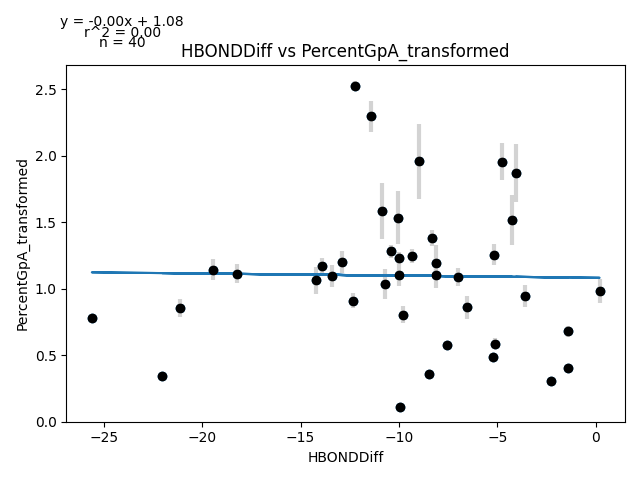 y = -0.00x + 1.08
r^2 = 0.00
n = 40
HBONDDiff vs PercentGpA_transformed
PercentGpA_transformed
2.5
2.0
1.5
1.0
0.5
0.0
−25
−20
−15
−10
−5
0
HBONDDiff